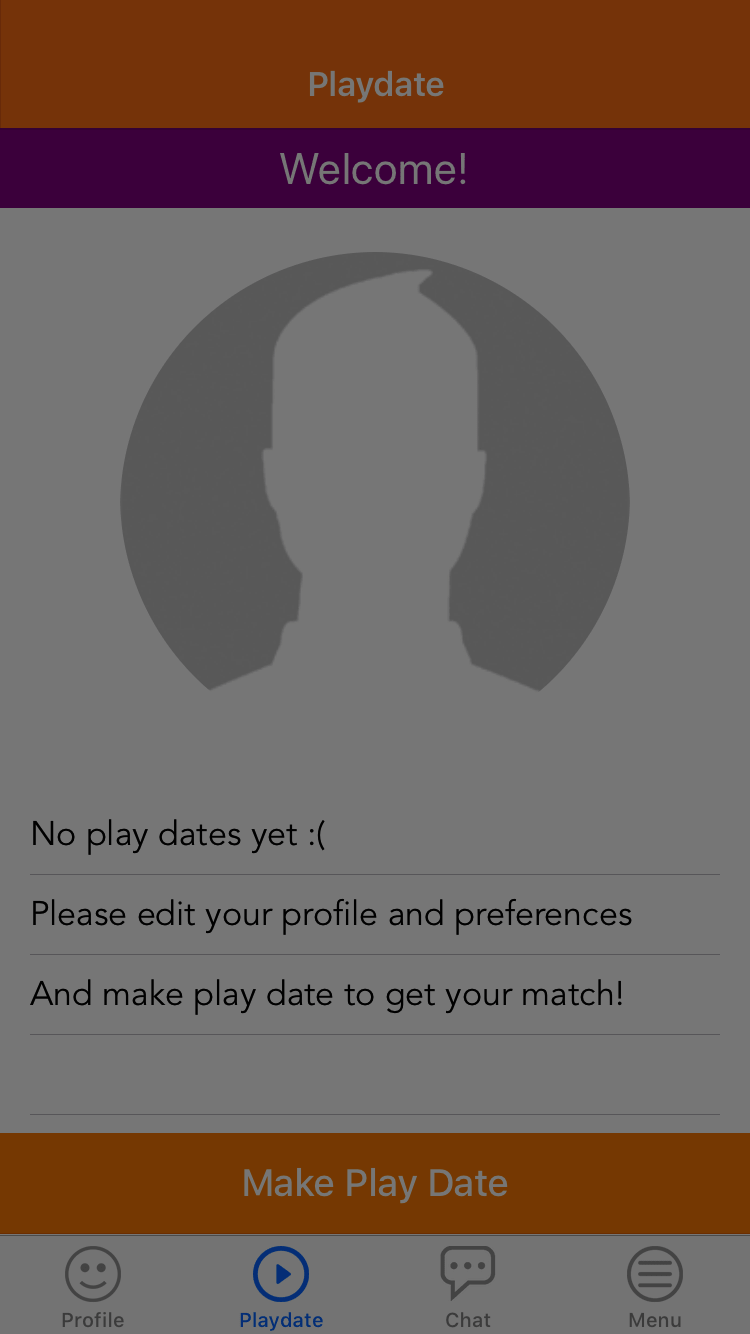 Playdate
Welcome!
No play dates yet :(
Please edit your profile and preferences
And make play date to get your match!
Make Play Date
Profile
Playdate
Chat
Menu